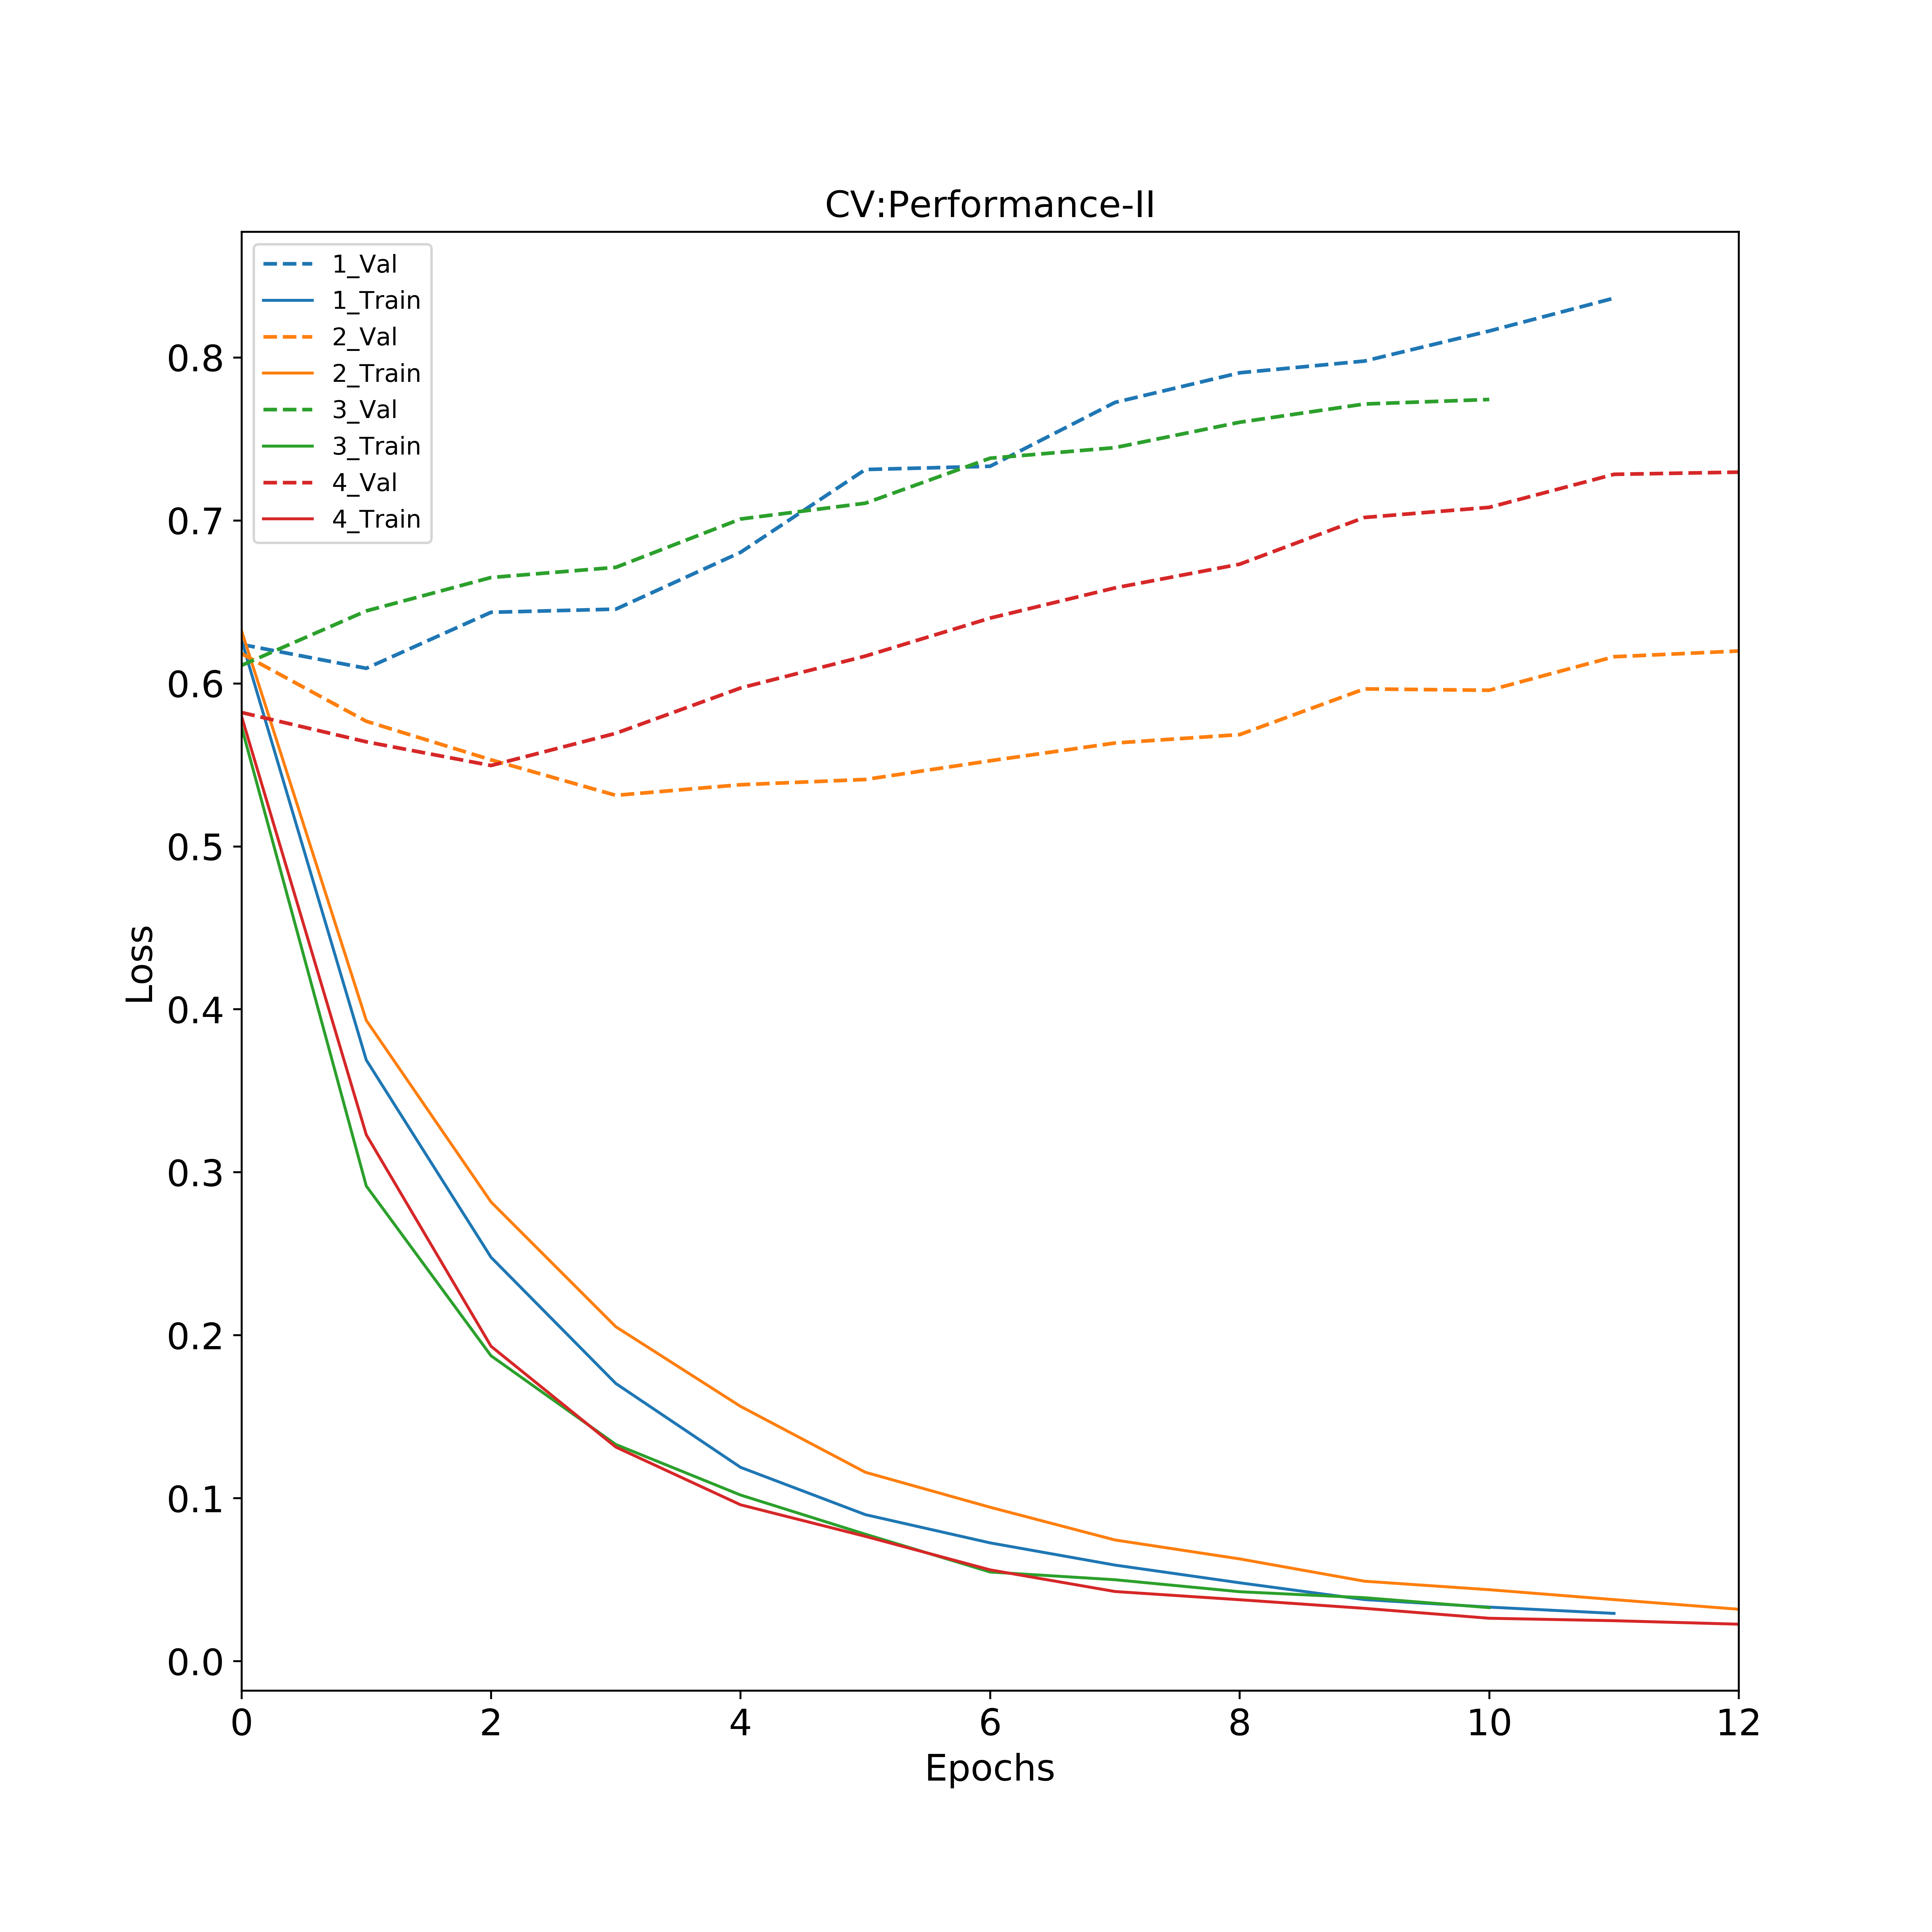 CV:Performance-II
1_Val
1_Train
2_Val
2_Train
3_Val
3_Train
4_Val
4_Train
0.8
0.7
0.6
0.5
0.4
0.3
0.2
0.1
0.0
Loss
0 2 4 6 8 10 12
Epochs